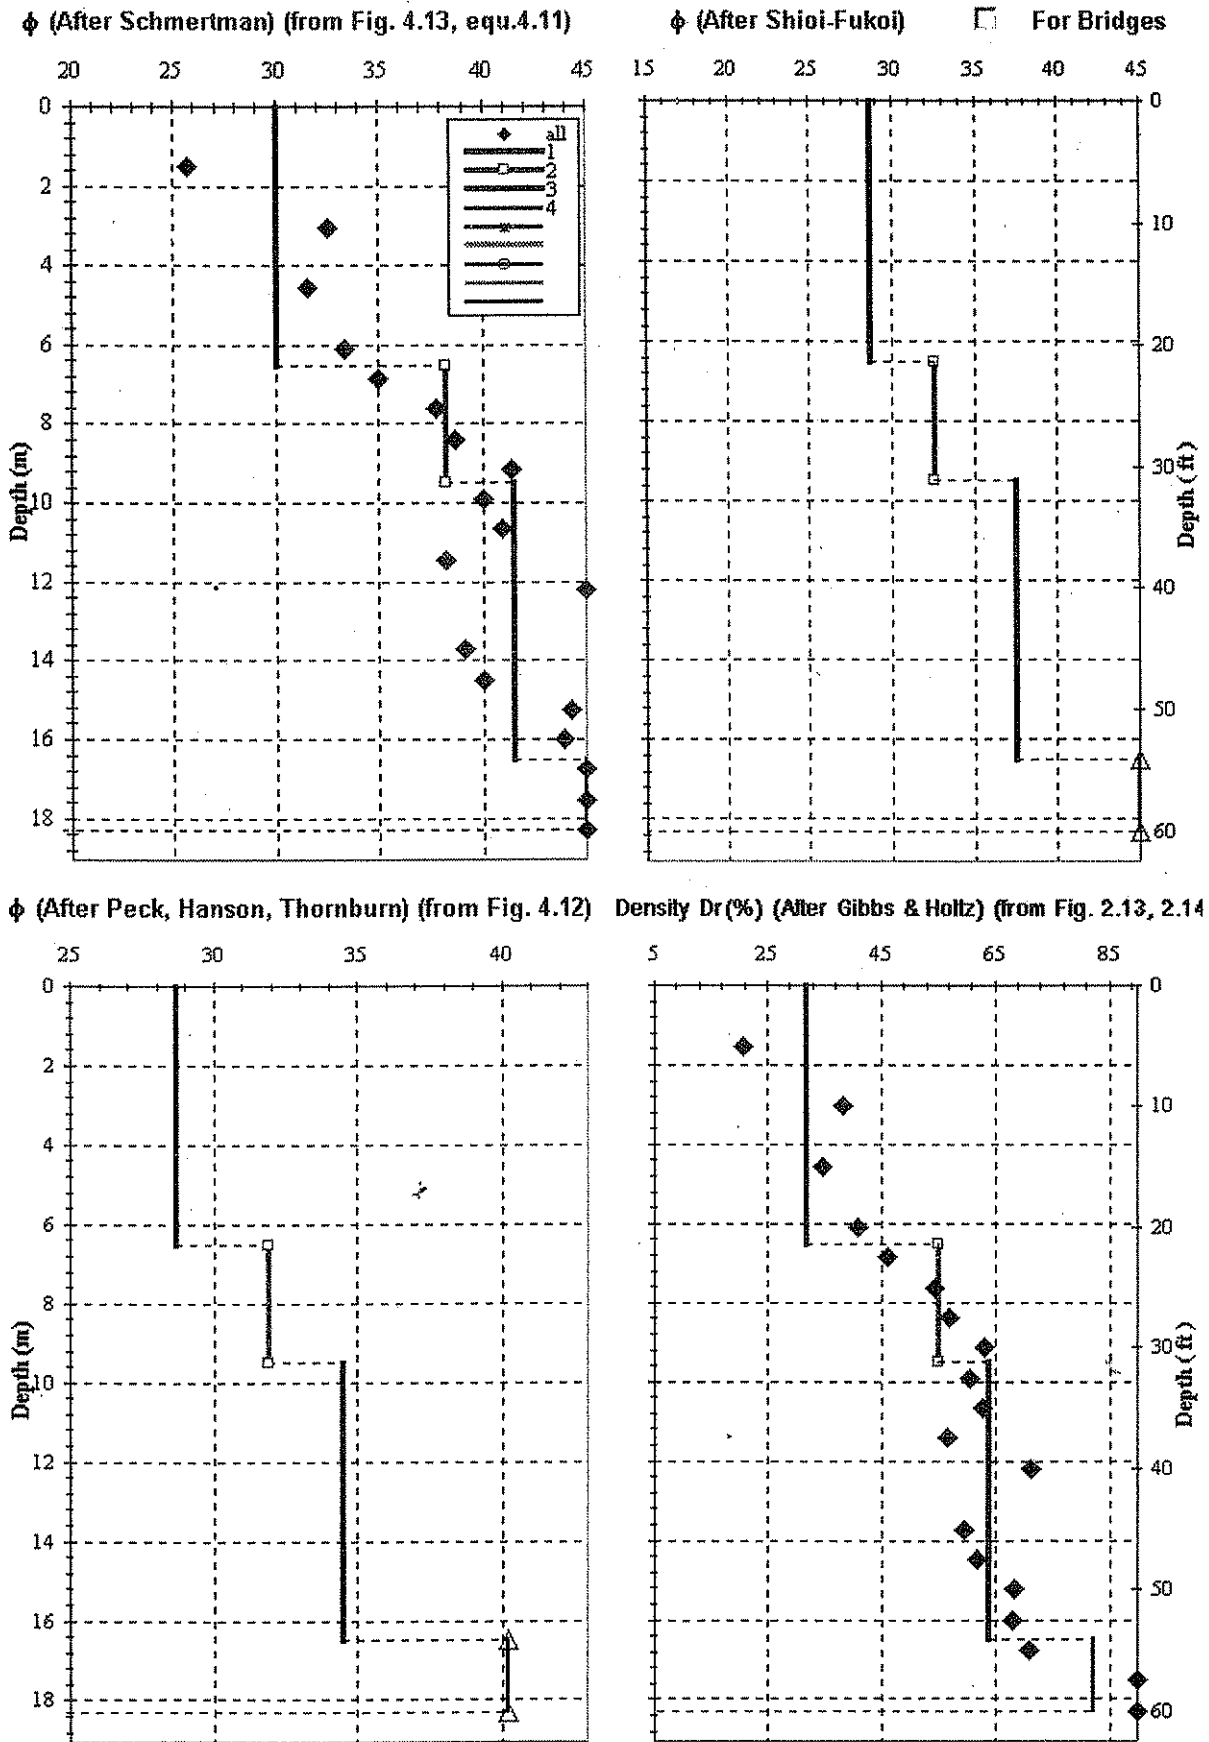 ϕ (After Schmertman) (from Fig. 4.13, equ.4.11)
20 25 30 35 40 45
0
2
4
6
8
10
12
14
16
18
Depth (m)
all
1
2
3
4
ϕ (After Shioi-Fukoi) For Bridges
15 20 25 30 35 40 45
0
10
20
30
40
50
60
Depth ( ft )
ϕ (After Peck, Hanson, Thornburn) (from Fig. 4.12)
25 30 35 40
0
2
4
6
8
10
12
14
16
18
Depth (m)
Density Dr(%) (After Gibbs & Holtz) (from Fig. 2.13, 2.14
5 25 45 65 85
0
10
20
30
40
50
60
Depth ( ft )